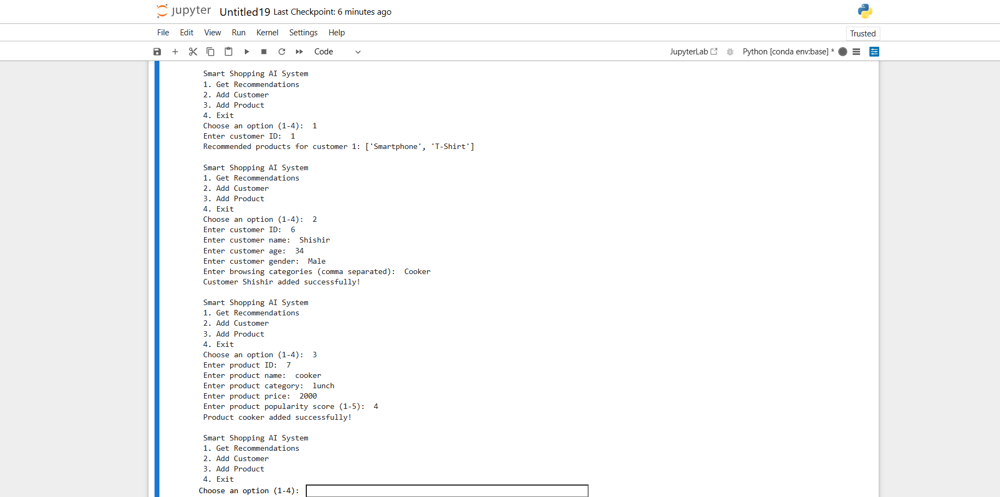 jupyter Untitled19 Last Checkpoint: 6 minutes ago
File Edit View Run Kernel Settings Help
Trusted
Code JupyterLab Python [conda env:base] *
Smart Shopping AI System
1. Get Recommendations
2. Add Customer
3. Add Product
4. Exit
Choose an option (1-4): 1
Enter customer ID: 1
Recommended products for customer 1: ['Smartphone', 'T-Shirt']
Smart Shopping AI System
1. Get Recommendations
2. Add Customer
3. Add Product
4. Exit
Choose an option (1-4): 2
Enter customer ID: 6
Enter customer name: Shishir
Enter customer age: 34
Enter customer gender: Male
Enter browsing categories (comma separated): Cooker
Customer Shishir added successfully!
Smart Shopping AI System
1. Get Recommendations
2. Add Customer
3. Add Product
4. Exit
Choose an option (1-4): 3
Enter product ID: 7
Enter product name: cooker
Enter product category: lunch
Enter product price: 2000
Enter product popularity score (1-5): 4
Product cooker added successfully!
Smart Shopping AI System
1. Get Recommendations
2. Add Customer
3. Add Product
4. Exit
Choose an option (1-4):